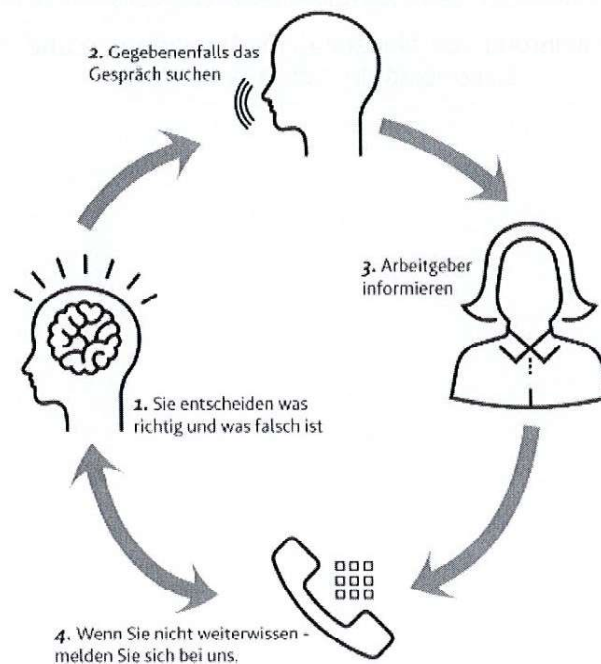 2. Gegebenenfalls das
Gespräch suchen
3. Arbeitgeber
informieren
1. Sie entscheiden was
richtig und was falsch ist
4. Wenn Sie nicht weiterwissen -
melden Sie sich bei uns.